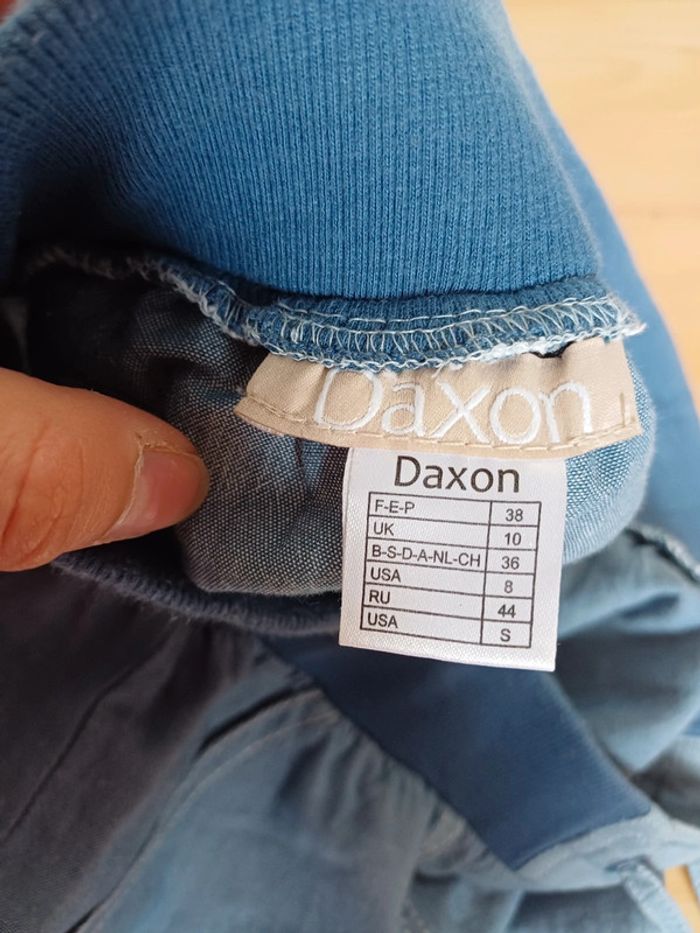 Daxon
Daxon
F-E-P 38
UK 10
B-S-D-A-NL-CH 36
USA 8
RU 44
USA S